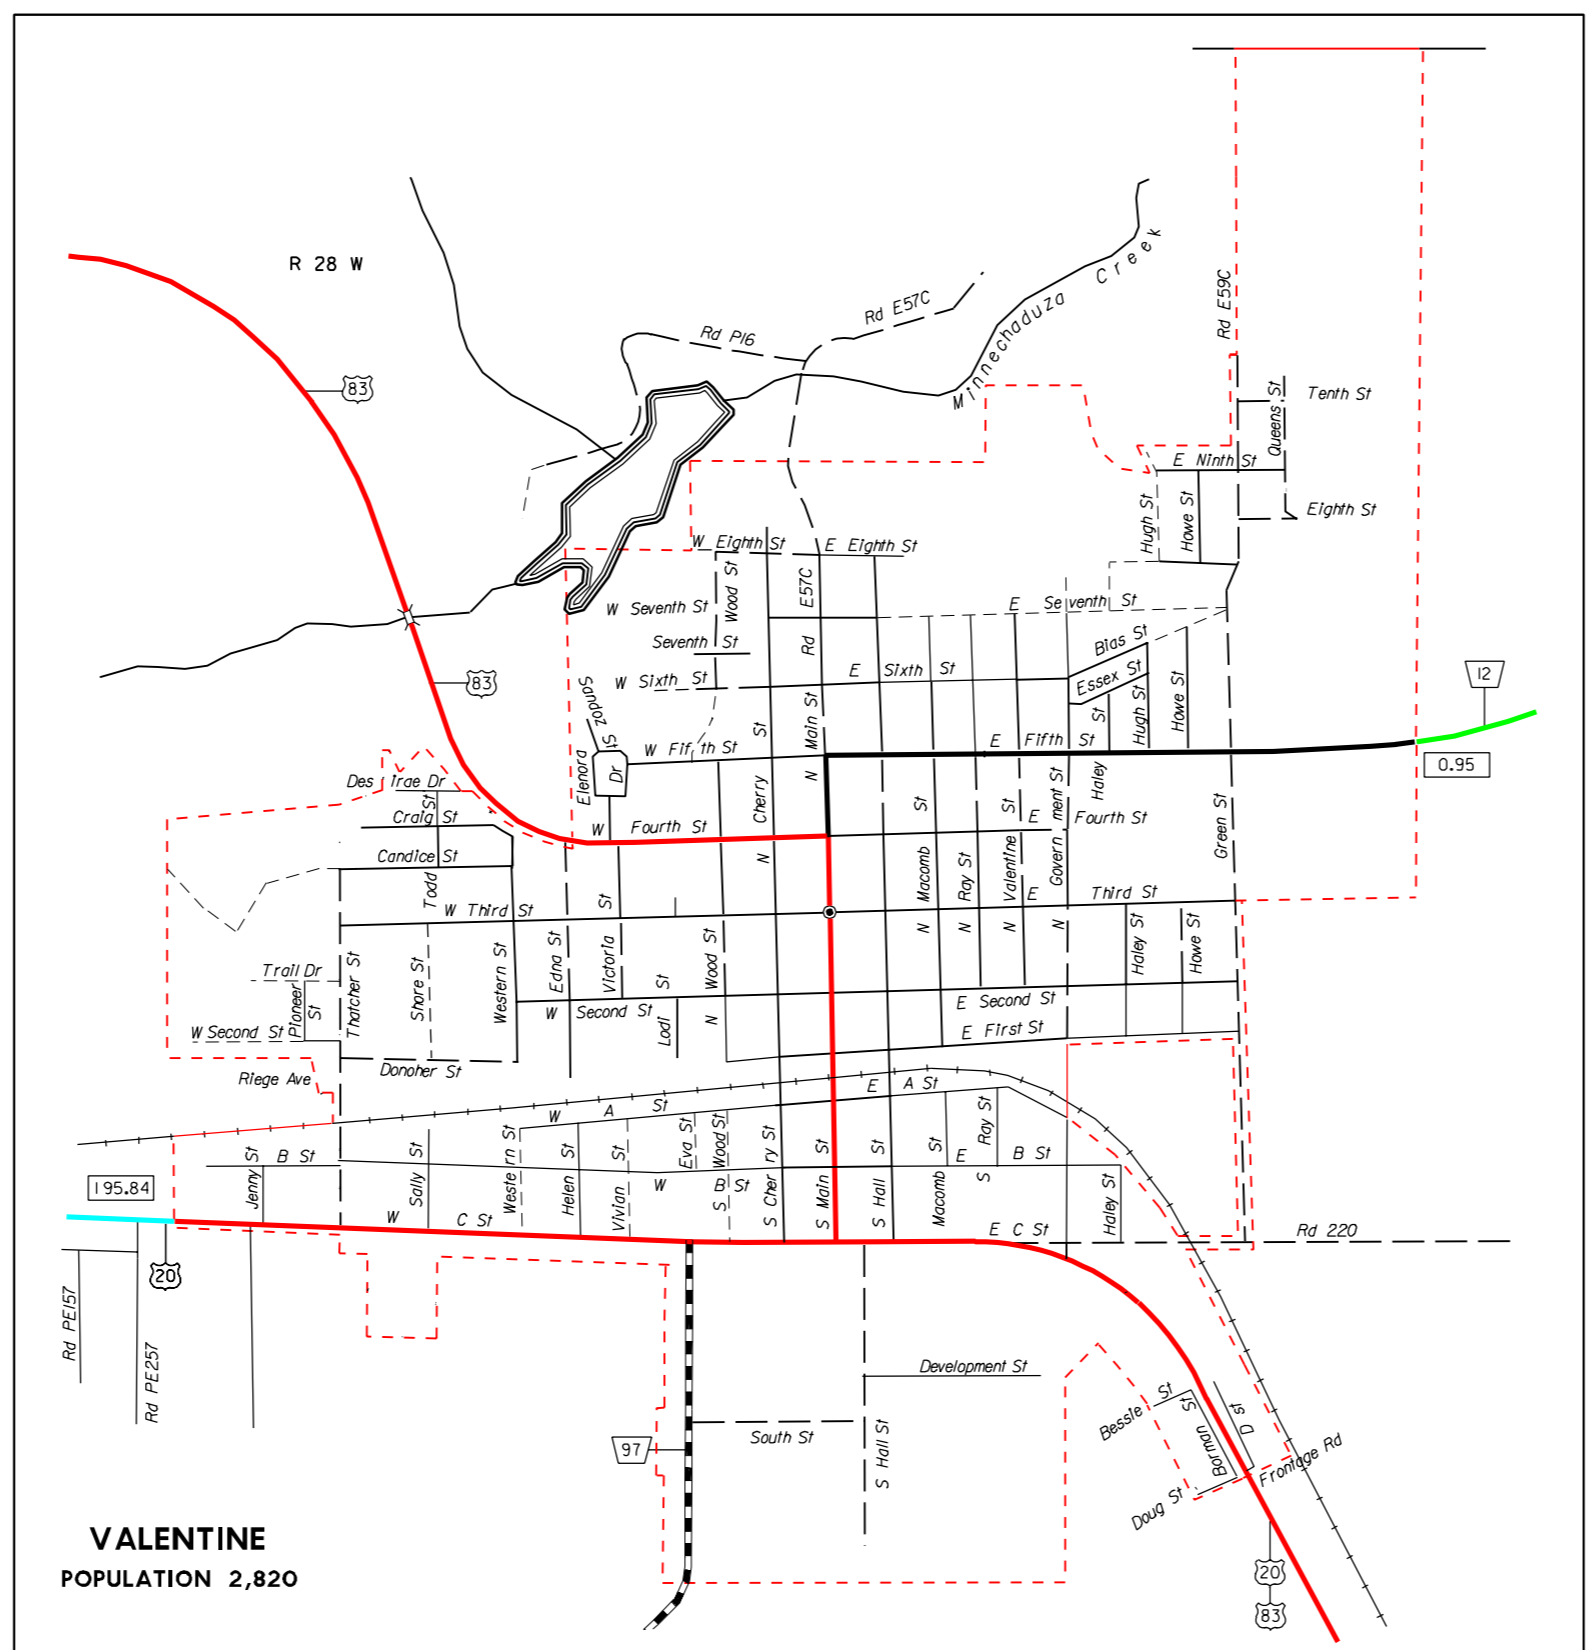 R 28 W
83
Rd P16
Rd E57C
Minnechaduza Creek
Rd E59C
Tenth St
Queens St
E Ninth St
Eighth St
Hugh St
Howe St
W Eighth St
E Eighth St
Wood St
E57C
Rd
W Seventh St
E Seventh St
Seventh St
Bias St
Essex St
W Sixth St
E Sixth St
83
12
Sandoz St
Hugh St
Howe St
Main St
N
W Fifth St
E Fifth St
0.95
Elenora Dr
Cherry St
N
Haley St
Desirae Dr
Craig St
Candice St
Todd St
W Fourth St
E Fourth St
Green St
N Macomb St
N Ray St
N Valentine St
N Government St
W Third St
E Third St
Thatcher St
Shore St
Western St
Edna St
Victoria St
Lodi St
N Wood St
Haley St
Howe St
Trail Dr
Pioneer St
W Second St
W Second St
E Second St
E First St
Donoher St
Riege Ave
W A St
E A St
B St
W B St
E B St
Jenny St
Sally St
Western St
Helen St
Vivian St
Eva St
S Wood St
S Cherry St
S Main St
S Hall St
Macomb St
S Ray St
Haley St
195.84
W C St
E C St
Rd 220
20
Rd PE157
Rd PE257
Development St
South St
S Hall St
97
Bessie St
Borman St
D st
Doug St
Frontage Rd
20
83
VALENTINE
POPULATION 2,820